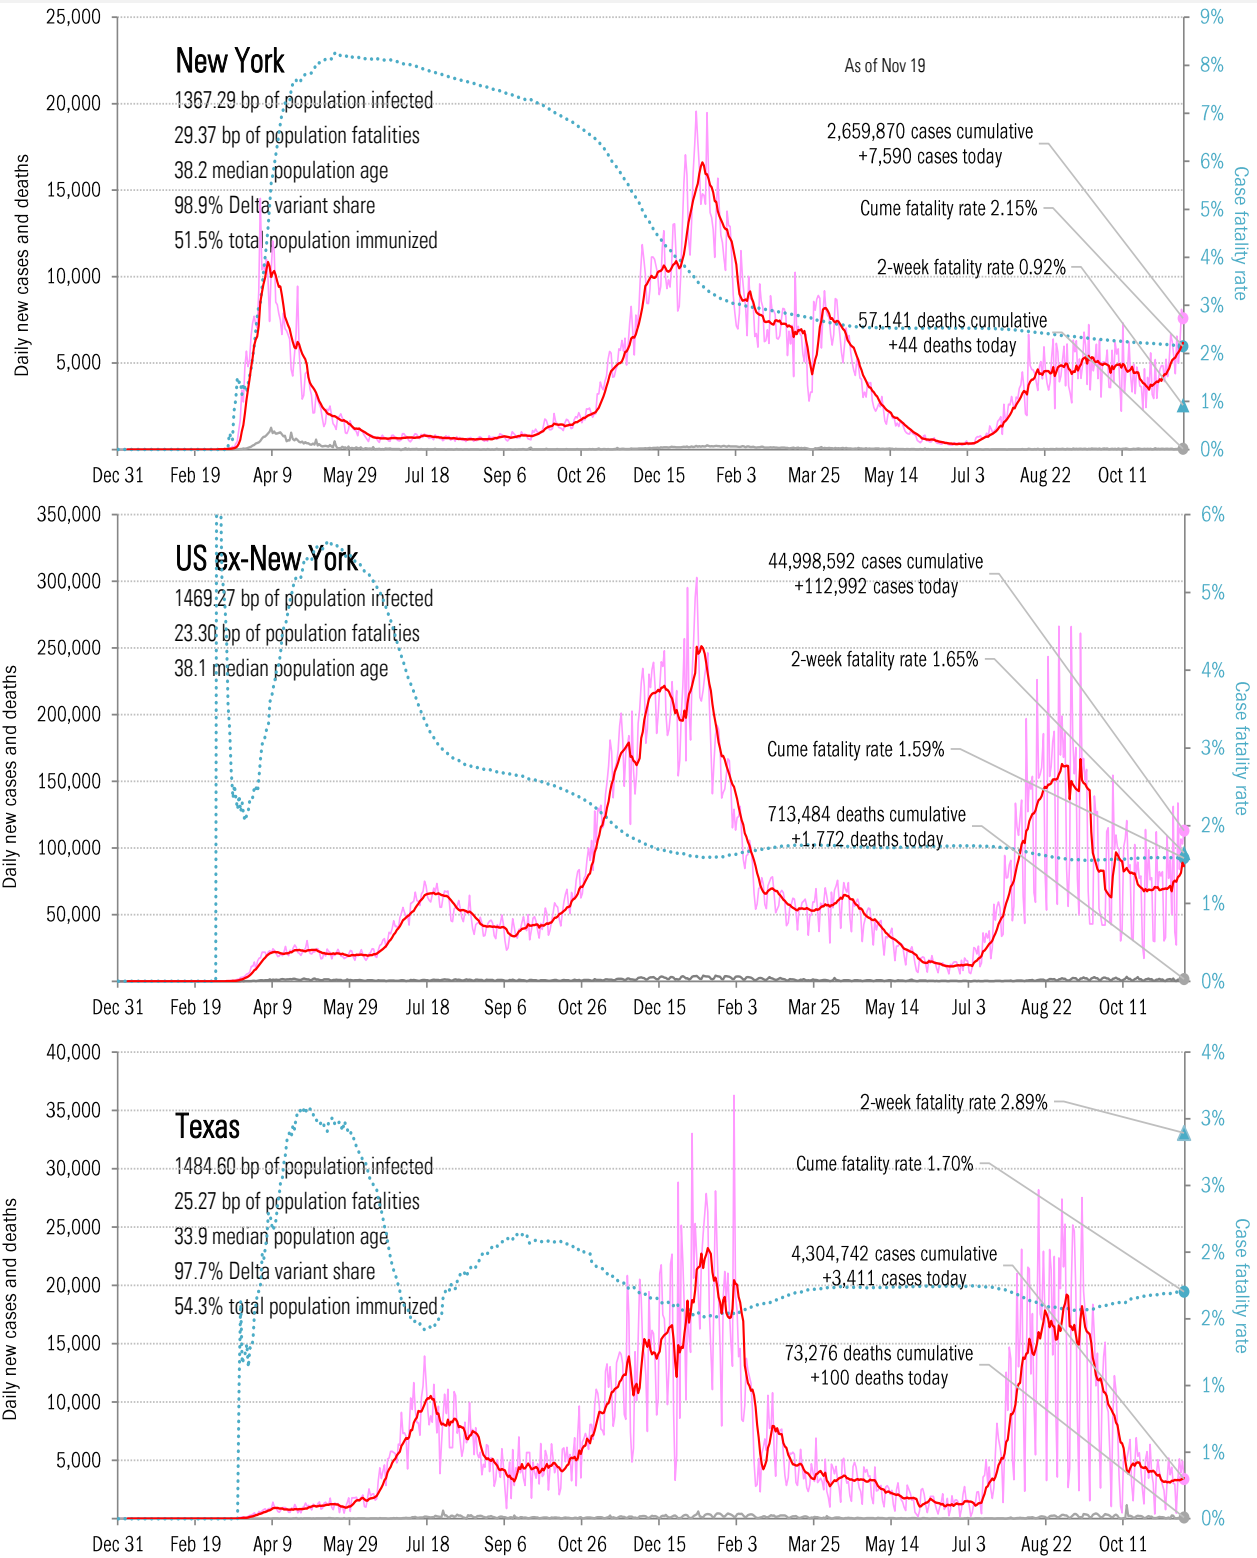 25,000
9%
New York
As of Nov 19
8%
1367.29 bp of population infected
20,000
7%
29.37 bp of population fatalities
2,659,870 cases cumulative
+7,590 cases today
6%
38.2 median population age
15,000
98.9% Delta variant share
Cume fatality rate 2.15%
5%
51.5% total population immunized
4%
10,000
2-week fatality rate 0.92%
3%
57,141 deaths cumulative
+44 deaths today
2%
5,000
1%
0%
Daily new cases and deaths
Case fatality rate
Dec 31 Feb 19 Apr 9 May 29 Jul 18 Sep 6 Oct 26 Dec 15 Feb 3 Mar 25 May 14 Jul 3 Aug 22 Oct 11
350,000
6%
US ex-New York
44,998,592 cases cumulative
+112,992 cases today
300,000
5%
1469.27 bp of population infected
23.30 bp of population fatalities
250,000
2-week fatality rate 1.65%
4%
38.1 median population age
200,000
Cume fatality rate 1.59%
3%
150,000
713,484 deaths cumulative
+1,772 deaths today
2%
100,000
1%
50,000
0%
Daily new cases and deaths
Case fatality rate
Dec 31 Feb 19 Apr 9 May 29 Jul 18 Sep 6 Oct 26 Dec 15 Feb 3 Mar 25 May 14 Jul 3 Aug 22 Oct 11
40,000
4%
2-week fatality rate 2.89%
35,000
3%
Texas
1484.60 bp of population infected
Cume fatality rate 1.70%
30,000
3%
25.27 bp of population fatalities
33.9 median population age
25,000
4,304,742 cases cumulative
+3,411 cases today
2%
97.7% Delta variant share
20,000
54.3% total population immunized
2%
15,000
73,276 deaths cumulative
+100 deaths today
1%
10,000
1%
5,000
0%
Daily new cases and deaths
Case fatality rate
Dec 31 Feb 19 Apr 9 May 29 Jul 18 Sep 6 Oct 26 Dec 15 Feb 3 Mar 25 May 14 Jul 3 Aug 22 Oct 11